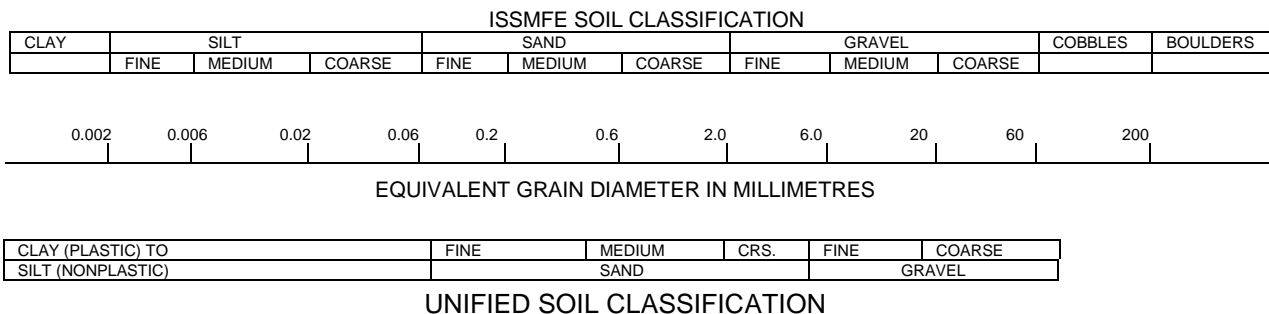 ISSMFE SOIL CLASSIFICATION
CLAY SILT SAND GRAVEL COBBLES BOULDERS
FINE MEDIUM COARSE FINE MEDIUM COARSE FINE MEDIUM COARSE
0.002 0.006 0.02 0.06 0.2 0.6 2.0 6.0 20 60 200
EQUIVALENT GRAIN DIAMETER IN MILLIMETRES
CLAY (PLASTIC) TO FINE MEDIUM CRS. FINE COARSE
SILT (NONPLASTIC) SAND GRAVEL
UNIFIED SOIL CLASSIFICATION